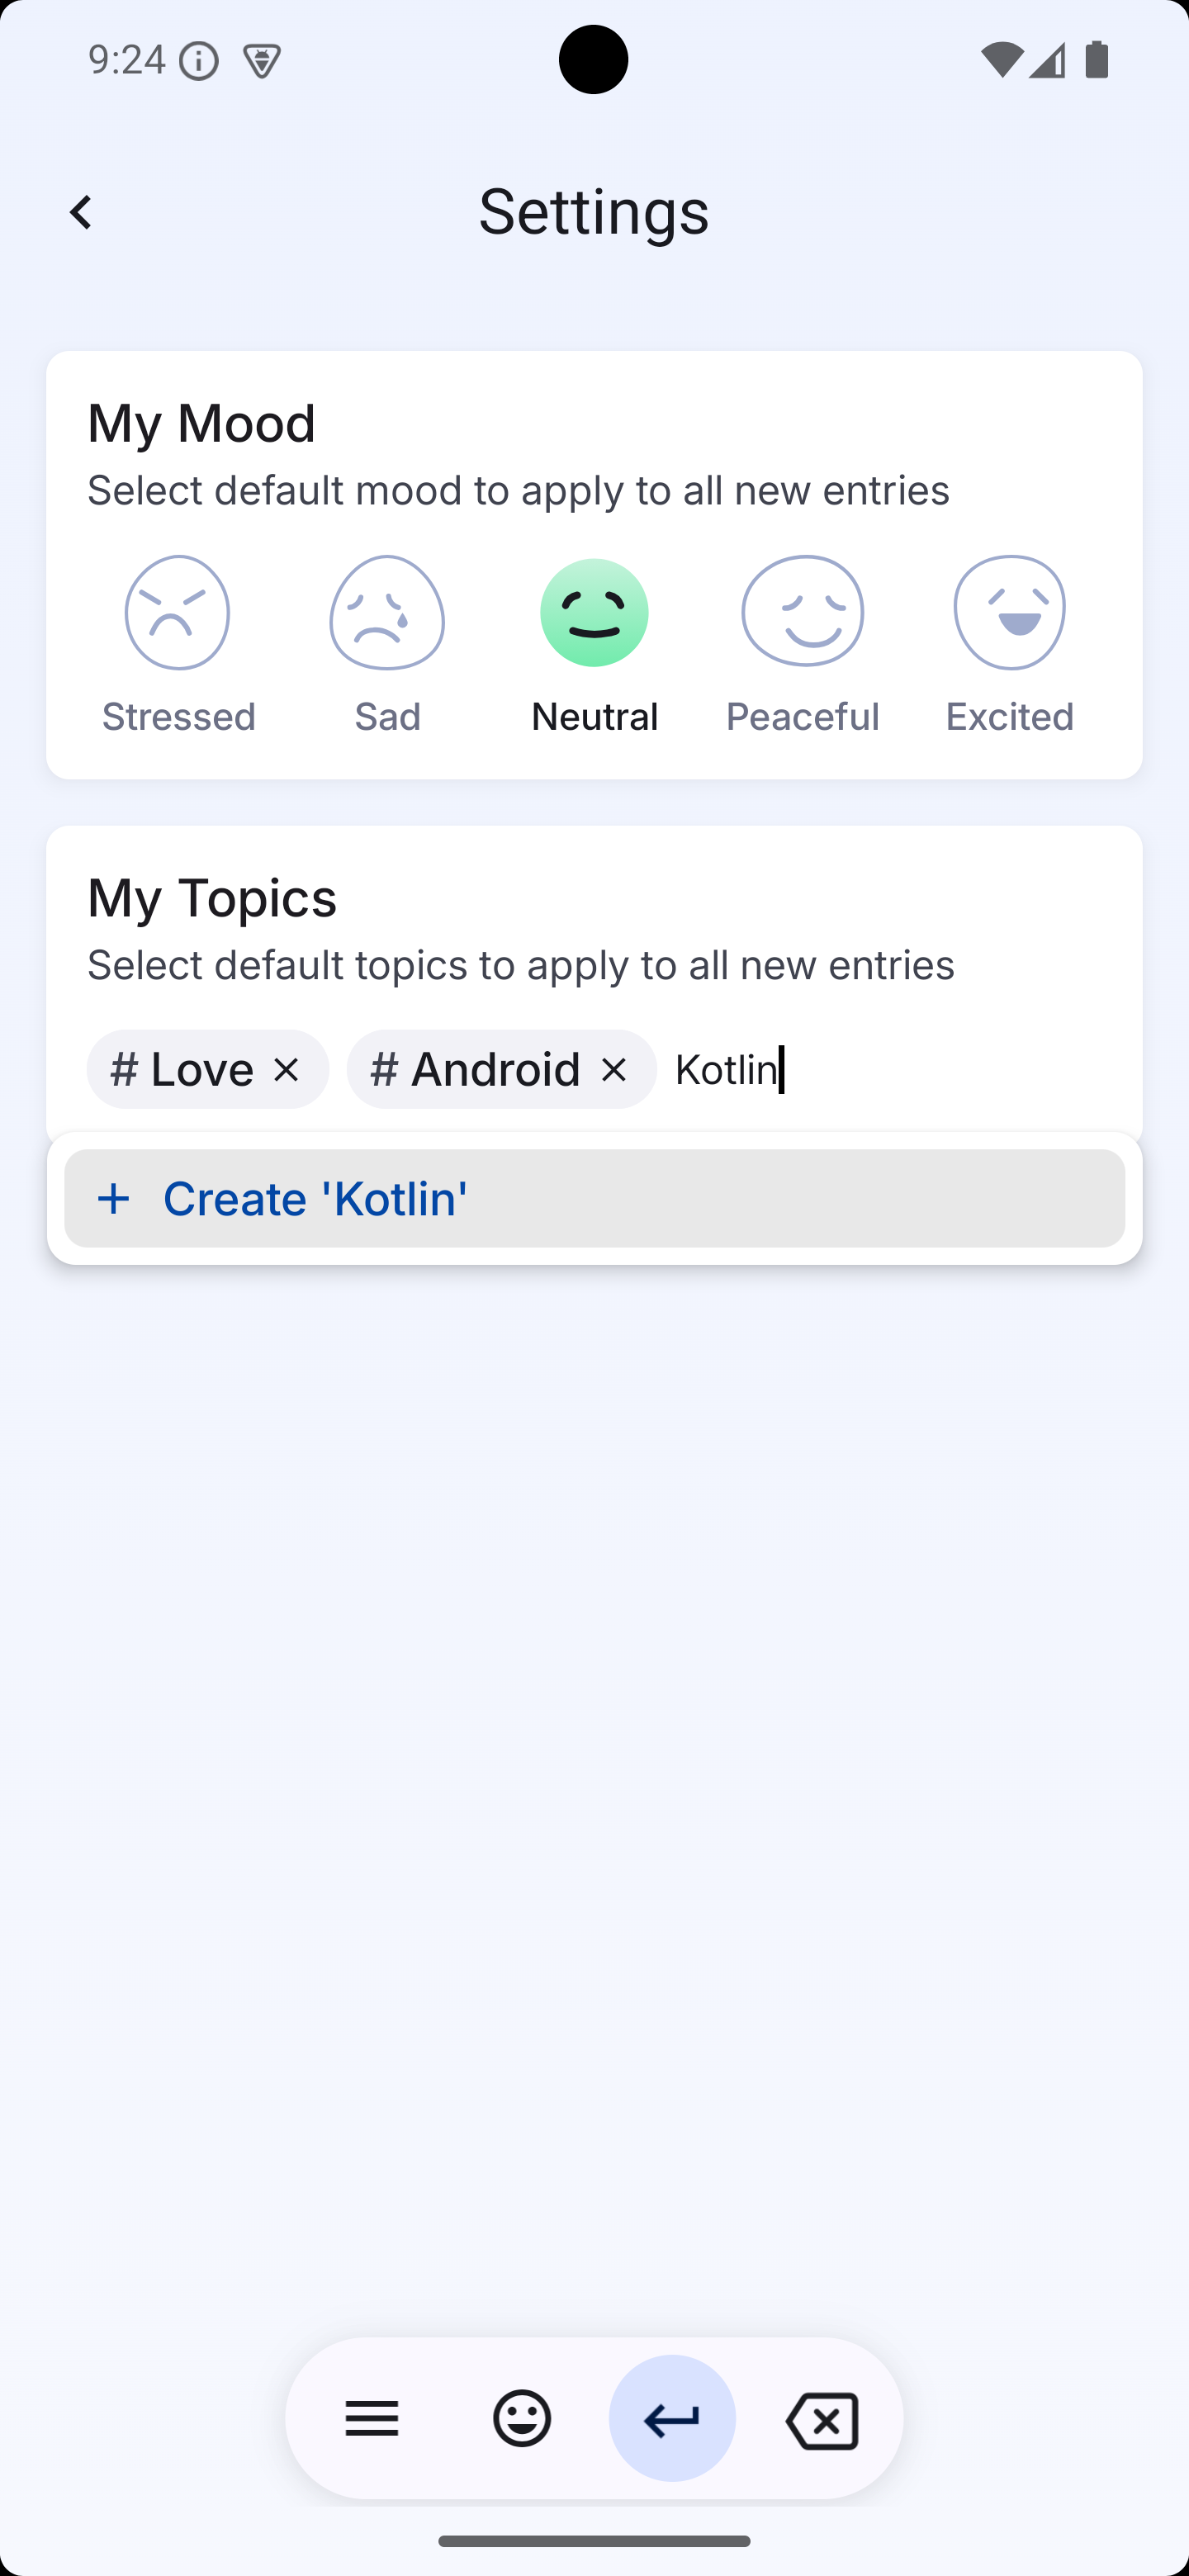 9:24
Settings
My Mood
Select default mood to apply to all new entries
Stressed Sad Neutral Peaceful Excited
My Topics
Select default topics to apply to all new entries
# Love # Android Kotlin
+ Create 'Kotlin'